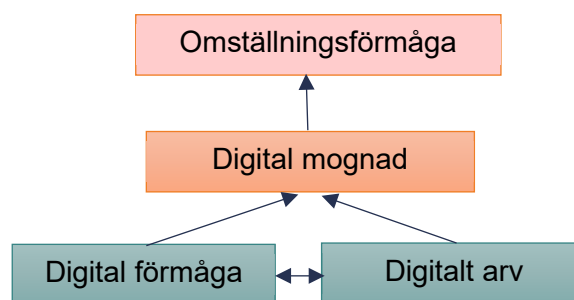 Omställningsförmåga
Digital mognad
Digital förmåga
Digitalt arv